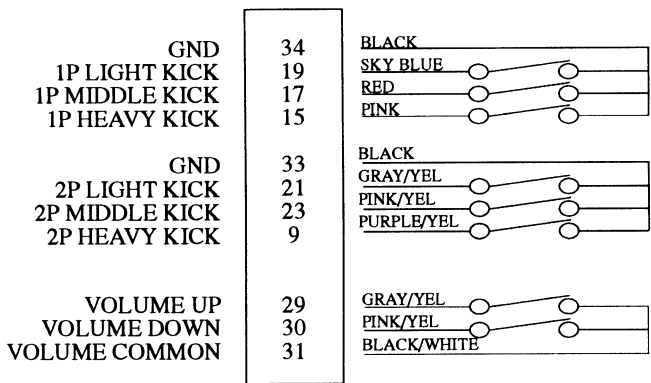 GND 34 BLACK
1P LIGHT KICK 19 SKY BLUE
1P MIDDLE KICK 17 RED
1P HEAVY KICK 15 PINK
GND 33 BLACK
2P LIGHT KICK 21 GRAY/YEL
2P MIDDLE KICK 23 PINK/YEL
2P HEAVY KICK 9 PURPLE/YEL
VOLUME UP 29 GRAY/YEL
VOLUME DOWN 30 PINK/YEL
VOLUME COMMON 31 BLACK/WHITE